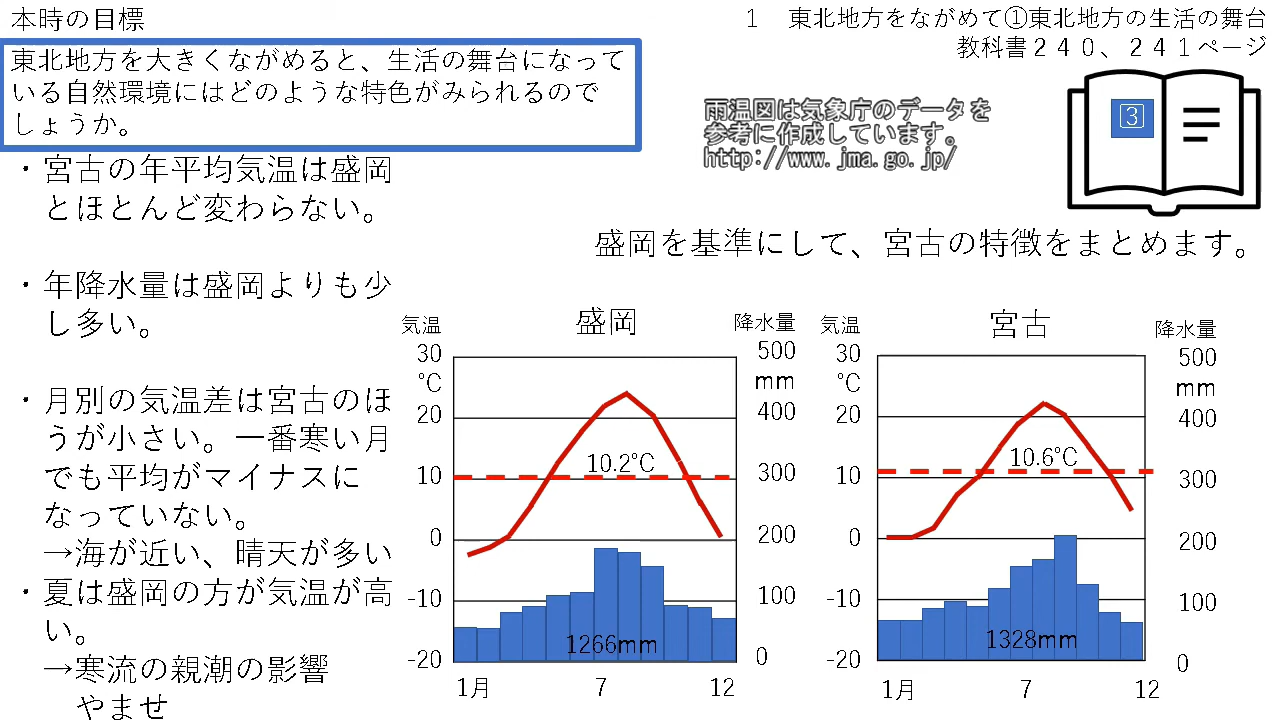 本時の目標
東北地方を大きくながめると、生活の舞台になって
いる自然環境にはどのような特色がみられるので
しょうか。
１　東北地方をながめて①東北地方の生活の舞台
教科書２４０、２４１ページ
3
雨温図は気象庁のデータを
参考に作成しています。
http://www.jma.go.jp/
・宮古の年平均気温は盛岡
とほとんど変わらない。
・年降水量は盛岡よりも少
し多い。
・月別の気温差は宮古のほ
うが小さい。一番寒い月
でも平均がマイナスに
なっていない。
→海が近い、晴天が多い
・夏は盛岡の方が気温が高
い。
→寒流の親潮の影響
やませ
盛岡を基準にして、宮古の特徴をまとめます。
気温 盛岡 降水量
30 500
℃ mm
20 400
10 10.2℃ 300
0 200
-10 100
1266mm
-20 0
1月 7 12
気温 宮古 降水量
30 500
℃ mm
20 400
10 10.6℃ 300
0 200
-10 100
1328mm
-20 0
1月 7 12